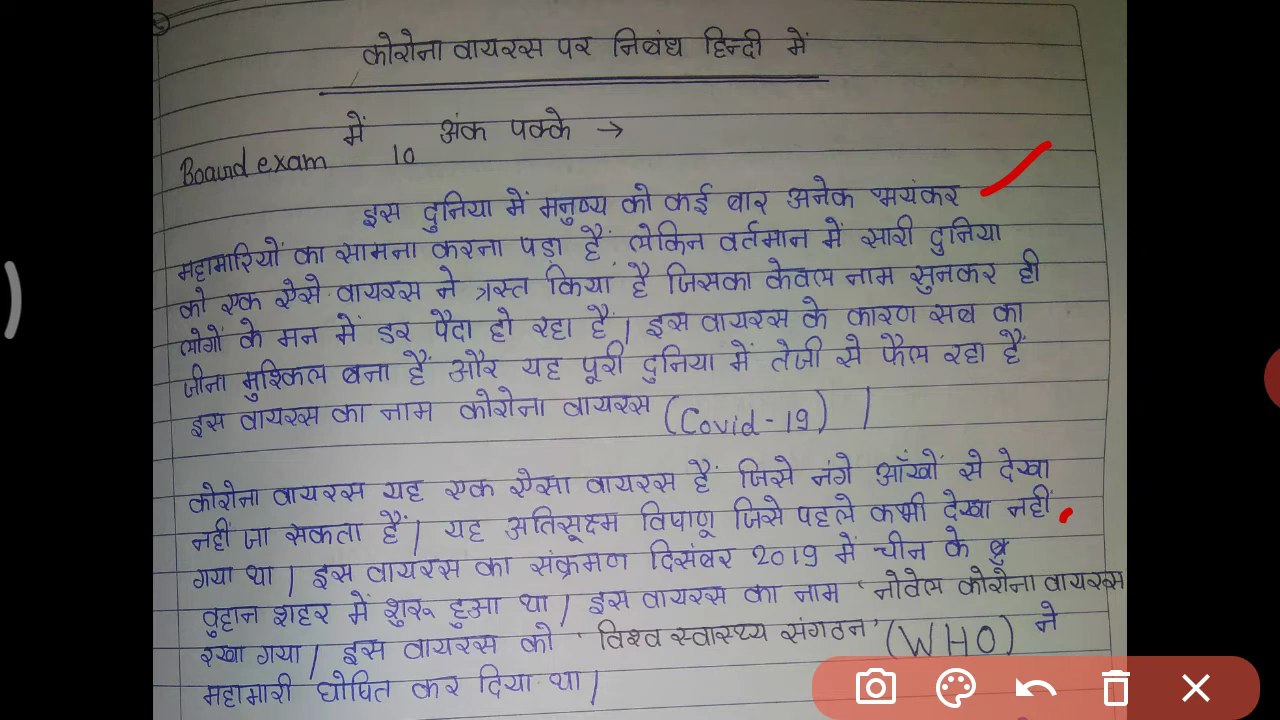 कोरोना वायरस पर निबंध हिन्दी में
Board exam में 10 अंक पक्के →
इस दुनिया में मनुष्य को कई बार अनेक भयंकर
महामारियों का सामना करना पड़ा हैं लेकिन वर्तमान में सारी दुनिया
को एक ऐसे वायरस ने त्रस्त किया है जिसका केवल नाम सुनकर ही
लोगों के मन में डर पैदा हो रहा हैं। इस वायरस के कारण सब का
जीना मुश्किल बना हैं और यह पूरी दुनिया में तेजी से फैल रहा हैं
इस वायरस का नाम कोरोना वायरस (Covid-19) ।
कोरोना वायरस यह एक ऐसा वायरस हैं जिसे नंगे आँखों से देखा
नहीं जा सकता हैं। यह अतिसूक्ष्म विषाणू जिसे पहले कभी देखा नहीं
गया था। इस वायरस का संक्रमण दिसंबर 2019 में चीन के
वुहान शहर में शुरू हुआ था। इस वायरस का नाम 'नोवेल कोरोना वायरस
रखा गया। इस वायरस को 'विश्व स्वास्थ्य संगठन' (WHO) ने
महामारी घोषित कर दिया था।